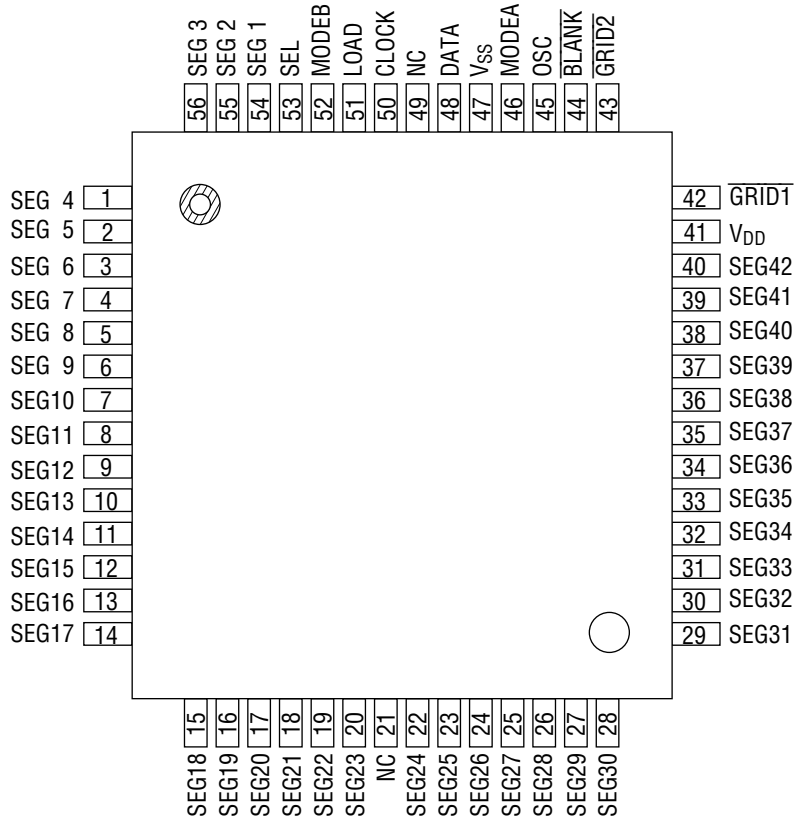 SEG 3
SEG 2
SEG 1
SEL
MODEB
LOAD
CLOCK
NC
DATA
VSS
MODEA
OSC
BLANK
GRID2
56
55
54
53
52
51
50
49
48
47
46
45
44
43
SEG 4 1
SEG 5 2
SEG 6 3
SEG 7 4
SEG 8 5
SEG 9 6
SEG10 7
SEG11 8
SEG12 9
SEG13 10
SEG14 11
SEG15 12
SEG16 13
SEG17 14
42 GRID1
41 VDD
40 SEG42
39 SEG41
38 SEG40
37 SEG39
36 SEG38
35 SEG37
34 SEG36
33 SEG35
32 SEG34
31 SEG33
30 SEG32
29 SEG31
15
16
17
18
19
20
21
22
23
24
25
26
27
28
SEG18
SEG19
SEG20
SEG21
SEG22
SEG23
NC
SEG24
SEG25
SEG26
SEG27
SEG28
SEG29
SEG30